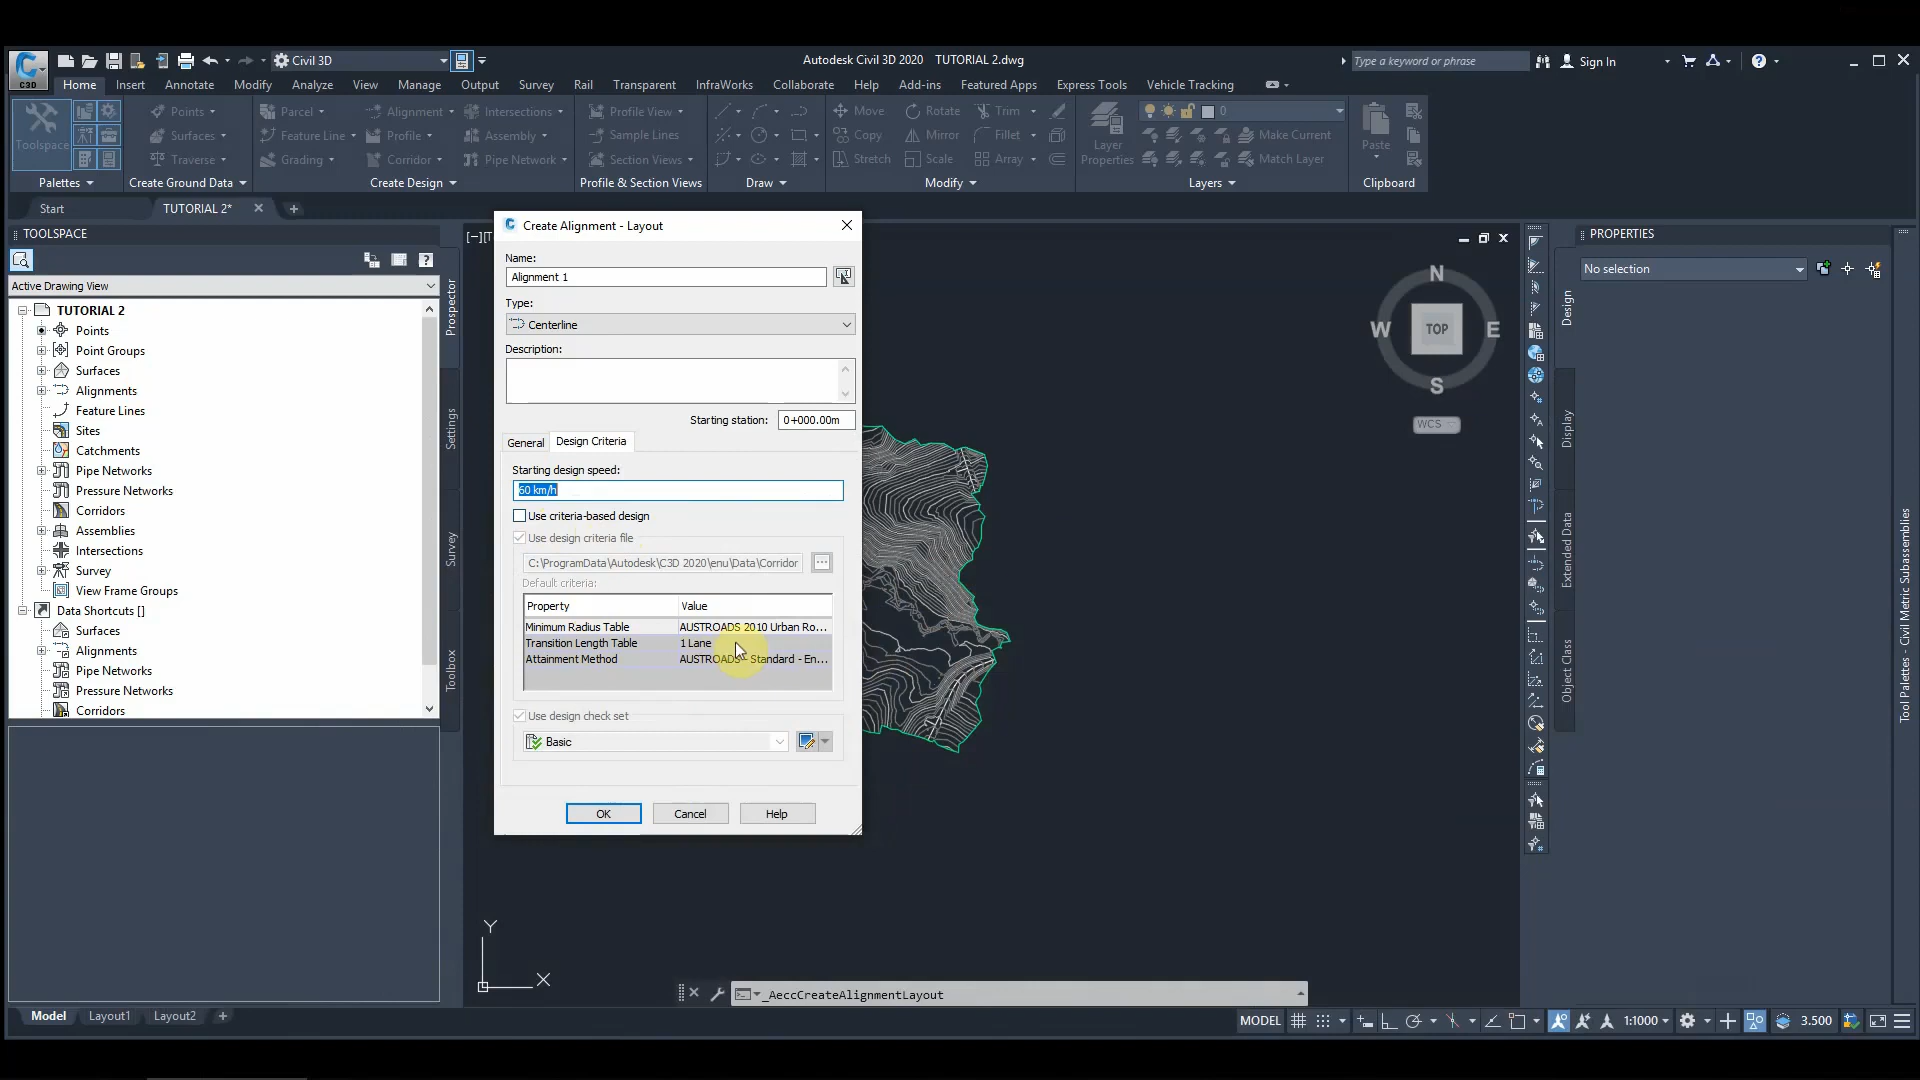 Civil 3D
Autodesk Civil 3D 2020 TUTORIAL 2.dwg
Type a keyword or phrase
Sign In
C3D
Home Insert Annotate Modify Analyze View Manage Output Survey Rail Transparent InfraWorks Collaborate Help Add-ins Featured Apps Express Tools Vehicle Tracking
Toolspace
Points
Surfaces
Traverse
Parcel
Feature Line
Grading
Alignment
Profile
Corridor
Intersections
Assembly
Pipe Network
Profile View
Sample Lines
Section Views
Move
Copy
Stretch
Rotate
Mirror
Scale
Trim
Fillet
Array
Layer
Properties
0
Make Current
Match Layer
Paste
Palettes
Create Ground Data
Create Design
Profile & Section Views
Draw
Modify
Layers
Clipboard
Start
TUTORIAL 2*
TOOLSPACE
Active Drawing View
TUTORIAL 2
Points
Point Groups
Surfaces
Alignments
Feature Lines
Sites
Catchments
Pipe Networks
Pressure Networks
Corridors
Assemblies
Intersections
Survey
View Frame Groups
Data Shortcuts []
Surfaces
Alignments
Pipe Networks
Pressure Networks
Corridors
Prospector
Settings
Survey
Toolbox
[−][T
Create Alignment - Layout
Name:
Alignment 1
Type:
Centerline
Description:
Starting station: 0+000.00m
General Design Criteria
Starting design speed:
60 km/h
Use criteria-based design
Use design criteria file
C:\ProgramData\Autodesk\C3D 2020\enu\Data\Corridor
Default criteria:
Property Value
Minimum Radius Table AUSTROADS 2010 Urban Ro...
Transition Length Table 1 Lane
Attainment Method AUSTROADS - Standard - En...
Use design check set
Basic
OK Cancel Help
N
W TOP E
S
WCS
PROPERTIES
No selection
Design
Display
Extended Data
Object Class
Tool Palettes - Civil Metric Subassemblies
Y
X
_AeccCreateAlignmentLayout
Model Layout1 Layout2
MODEL
1:1000
3.500